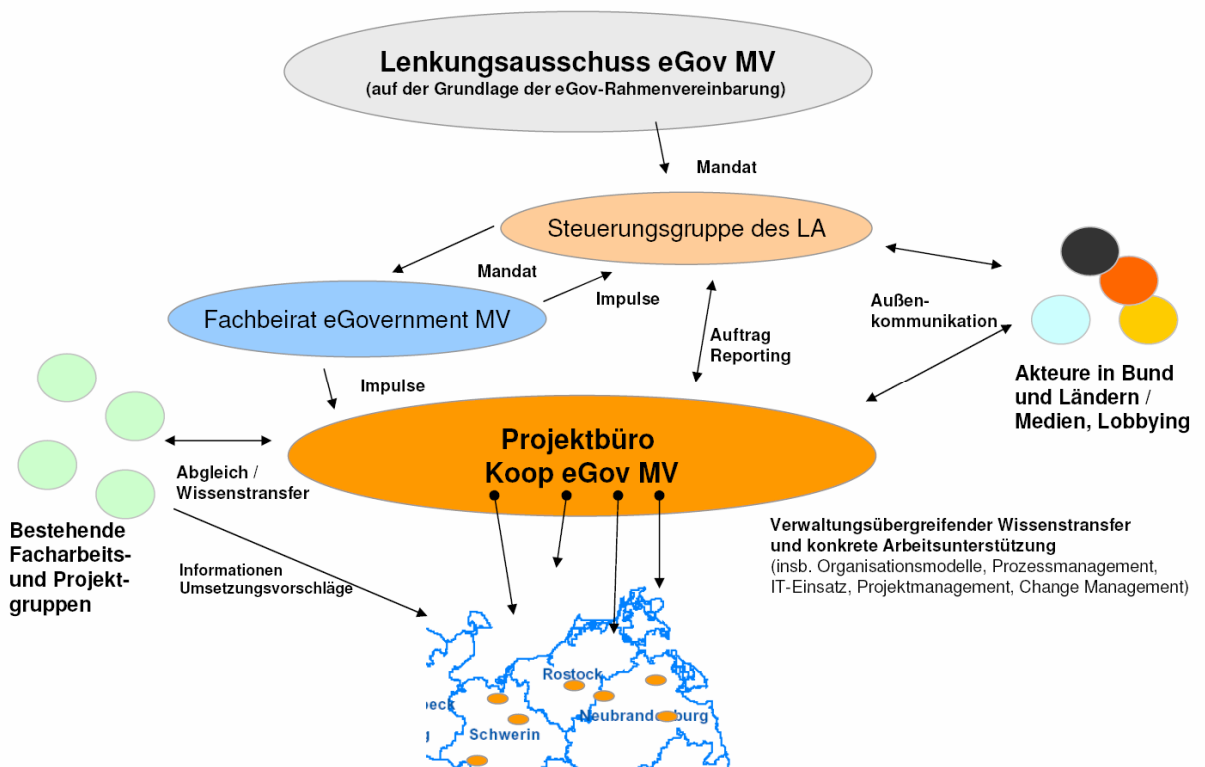 Lenkungsausschuss eGov MV
(auf der Grundlage der eGov-Rahmenvereinbarung)
Mandat
Steuerungsgruppe des LA
Mandat
Impulse
Fachbeirat eGovernment MV
Außen-
kommunikation
Auftrag
Reporting
Akteure in Bund
und Ländern /
Medien, Lobbying
Impulse
Projektbüro
Koop eGov MV
Abgleich /
Wissenstransfer
Bestehende
Facharbeits-
und Projekt-
gruppen
Informationen
Umsetzungsvorschläge
Verwaltungsübergreifender Wissenstransfer
und konkrete Arbeitsunterstützung
(insb. Organisationsmodelle, Prozessmanagement,
IT-Einsatz, Projektmanagement, Change Management)
Rostock
beck
Neubrandenburg
g
Schwerin